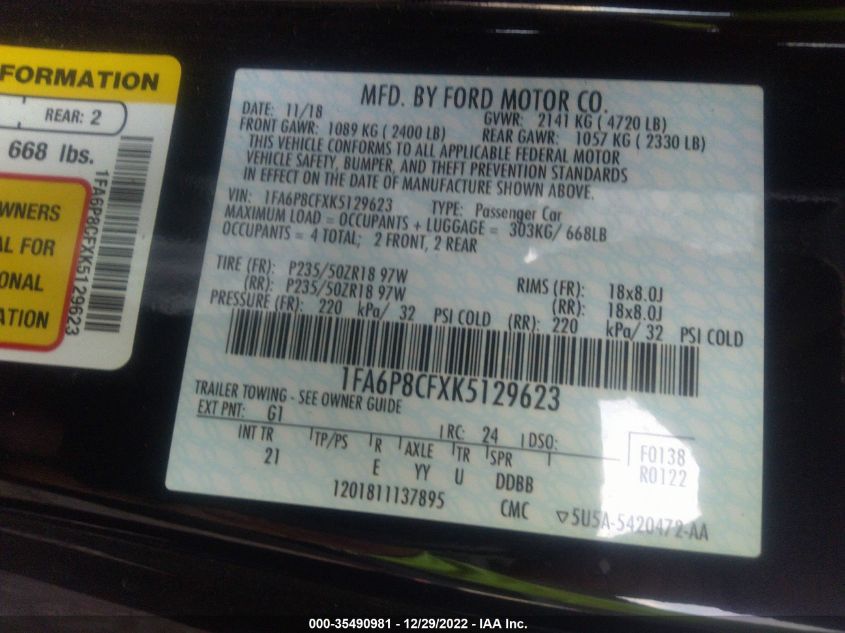 FORMATION
REAR: 2
668 lbs.
OWNERS
AL FOR
ONAL
ATION
1FA6P8CFXK5129623
MFD. BY FORD MOTOR CO.
DATE: 11/18
GVWR: 2141 KG ( 4720 LB)
FRONT GAWR: 1089 KG ( 2400 LB)
REAR GAWR: 1057 KG ( 2330 LB)
THIS VEHICLE CONFORMS TO ALL APPLICABLE FEDERAL MOTOR
VEHICLE SAFETY, BUMPER, AND THEFT PREVENTION STANDARDS
IN EFFECT ON THE DATE OF MANUFACTURE SHOWN ABOVE.
VIN: 1FA6P8CFXK5129623 TYPE: Passenger Car
MAXIMUM LOAD = OCCUPANTS + LUGGAGE = 303KG/ 668LB
OCCUPANTS = 4 TOTAL; 2 FRONT, 2 REAR
TIRE (FR): P235/50ZR18 97W RIMS (FR): 18x8.0J
(RR): P235/50ZR18 97W (RR): 18x8.0J
PRESSURE (FR): 220 kPa/ 32 PSI COLD (RR): 220 kPa/ 32 PSI COLD
1FA6P8CFXK5129623
TRAILER TOWING - SEE OWNER GUIDE
EXT PNT: G1 RC: 24 DSO:
INT TR TP/PS R AXLE TR SPR
21 E YY U DDBB
F0138
R0122
1201811137895 CMC ▽5U5A-5420472-AA
000-35490981 - 12/29/2022 - IAA Inc.